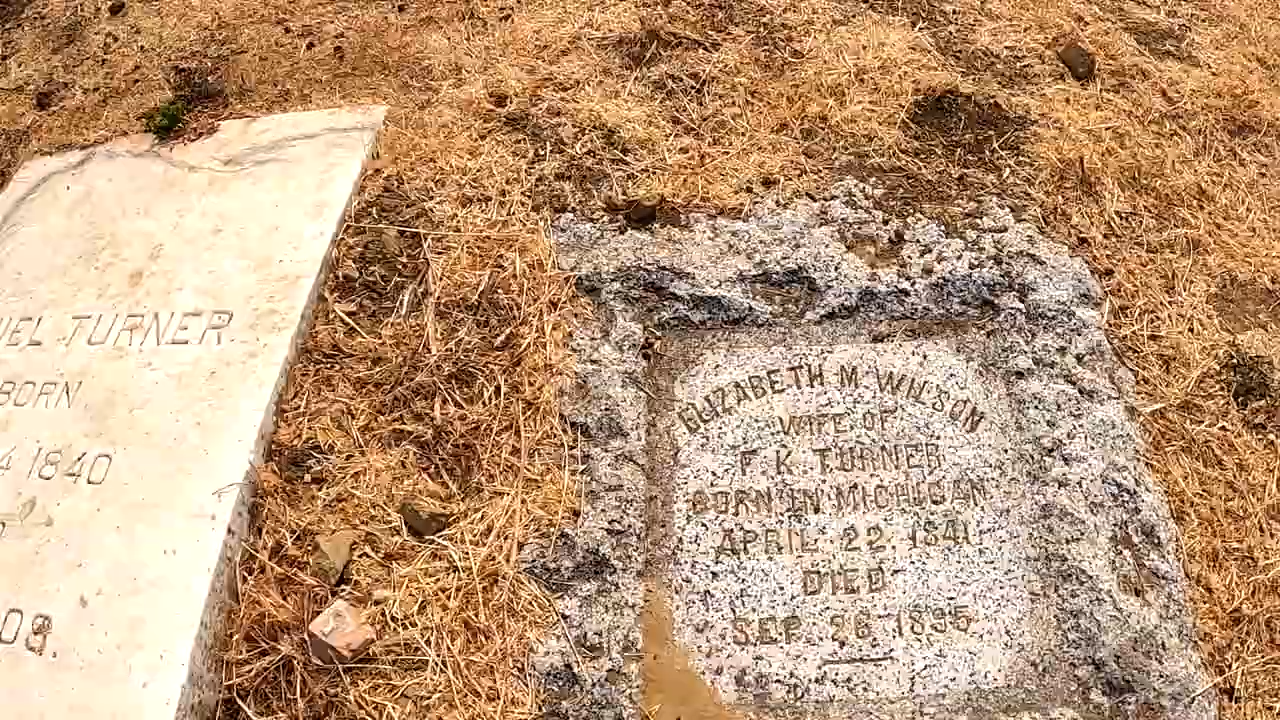 UEL TURNER
BORN
4 1840
08.
ELIZABETH M WILSON
WIFE OF
F. K. TURNER
BORN IN MICHIGAN
APRIL 22. 1841
DIED
SEP. 26 1895